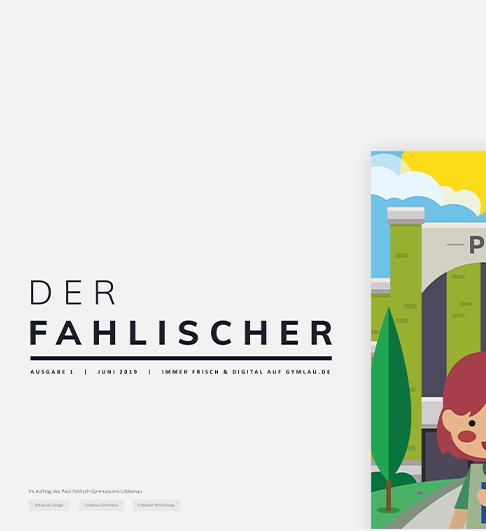 DER
FAHLISCHER
AUSGABE 1 | JUNI 2019 | IMMER FRISCH & DIGITAL AUF GYMLAU.DE
P
Im Auftrag des Paul-Fahlisch-Gymnasiums Lübbenau
Editorial Design Creative Direction Creative Workshops